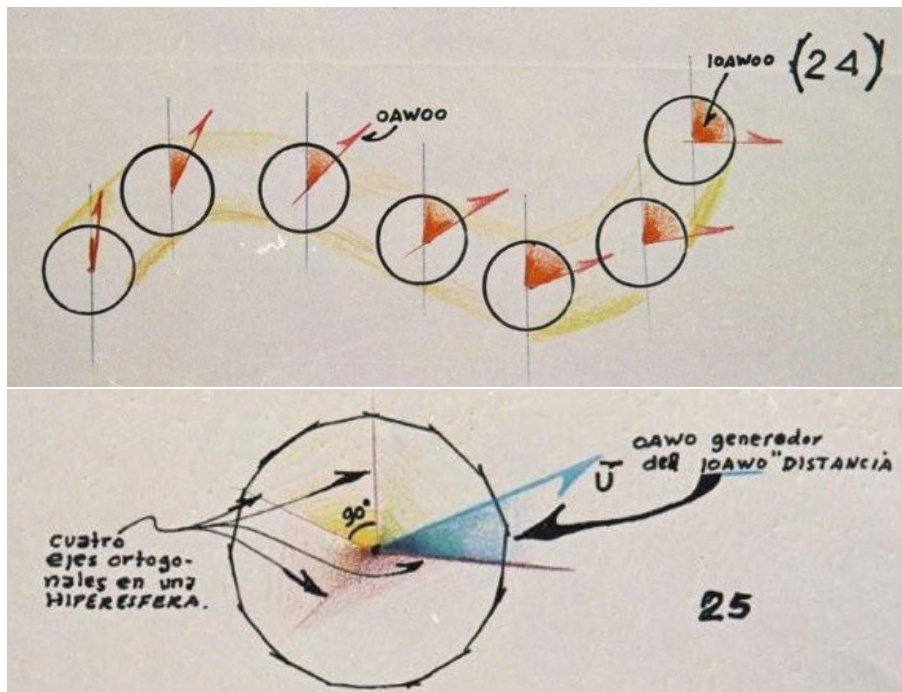 IOAWOO (24)
OAWOO
OAWO generador
del IOAWO "DISTANCIA
U
90°
cuatro
ejes ortogo-
nales en una
HIPERESFERA.
25